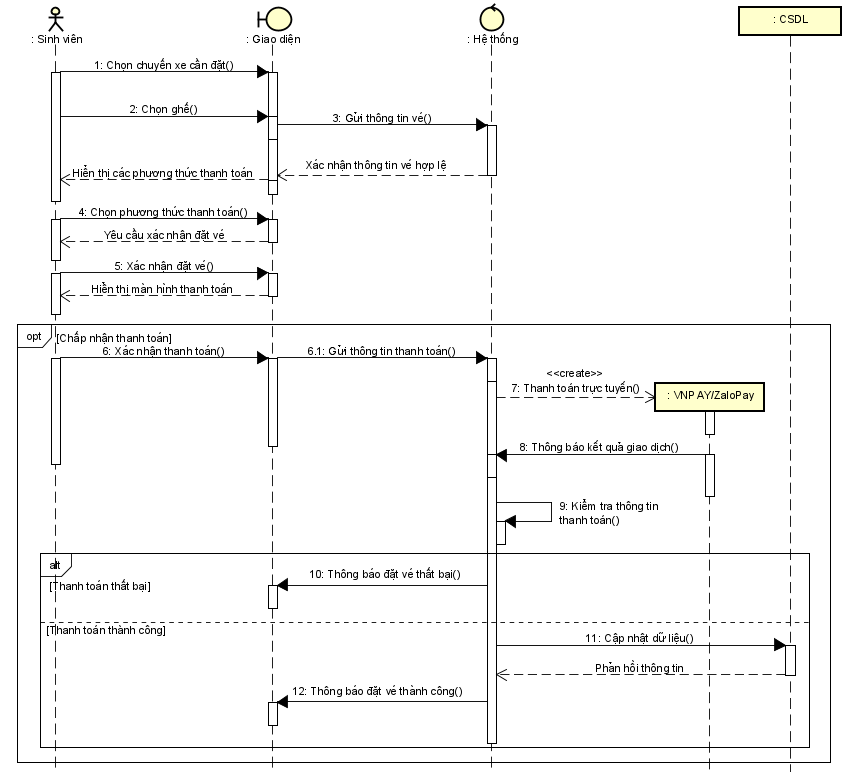 : Sinh viên
: Giao diện
: Hệ thống
: CSDL
1: Chọn chuyến xe cần đặt()
2: Chọn ghế()
3: Gửi thông tin vé()
Xác nhận thông tin vé hợp lệ
Hiển thị các phương thức thanh toán
4: Chọn phương thức thanh toán()
Yêu cầu xác nhận đặt vé
5: Xác nhận đặt vé()
Hiển thị màn hình thanh toán
opt
[Chấp nhận thanh toán]
6: Xác nhận thanh toán()
6.1: Gửi thông tin thanh toán()
<<create>>
7: Thanh toán trực tuyến()
: VNPAY/ZaloPay
8: Thông báo kết quả giao dịch()
9: Kiểm tra thông tin
thanh toán()
alt
[Thanh toán thất bại]
10: Thông báo đặt vé thất bại()
[Thanh toán thành công]
11: Cập nhật dữ liệu()
Phản hồi thông tin
12: Thông báo đặt vé thành công()